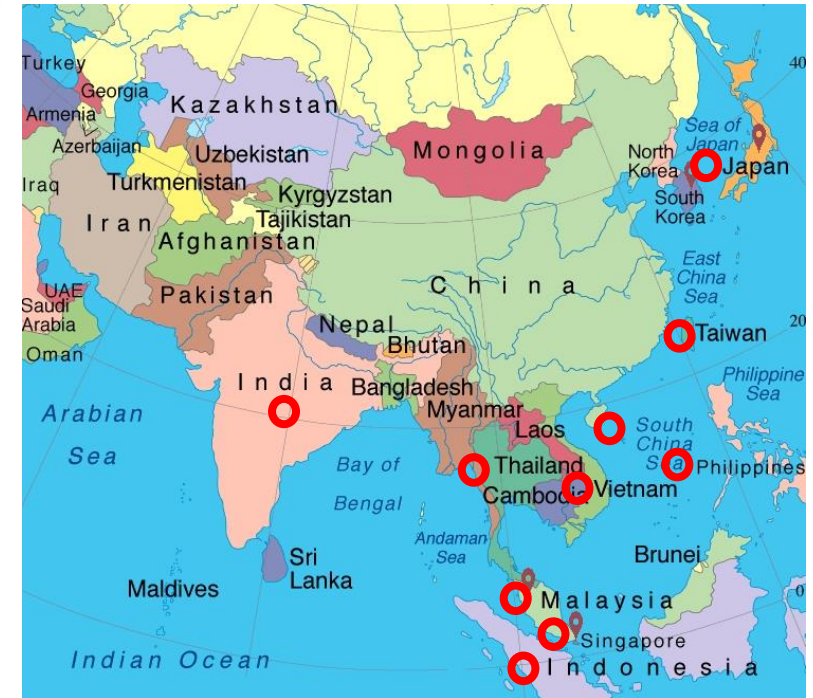 Turkey
Georgia
Armenia
Azerbaijan
Kazakhstan
Uzbekistan
Turkmenistan
Kyrgyzstan
Tajikistan
Mongolia
North
Korea
South
Korea
Sea of
Japan
Japan
40
Iraq
Iran
Afghanistan
Pakistan
UAE
Saudi
Arabia
Oman
China
East
China
Sea
Nepal
Bhutan
India
Bangladesh
Myanmar
Laos
Taiwan
20
Philippine
Sea
Arabian
Sea
Bay of
Bengal
Thailand
Cambodia
Vietnam
South
China
Sea
Philippines
Andaman
Sea
Sri
Lanka
Maldives
Brunei
Malaysia
0
Singapore
Indian Ocean
Indonesia